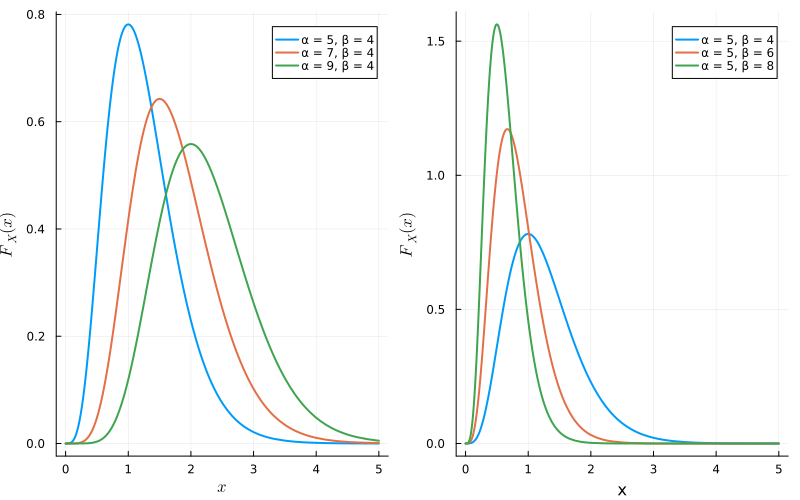 0.8
0.6
0.4
0.2
0.0
F_X(x)
0 1 2 3 4 5
x
α = 5, β = 4
α = 7, β = 4
α = 9, β = 4
1.5
1.0
0.5
0.0
F_X(x)
0 1 2 3 4 5
x
α = 5, β = 4
α = 5, β = 6
α = 5, β = 8